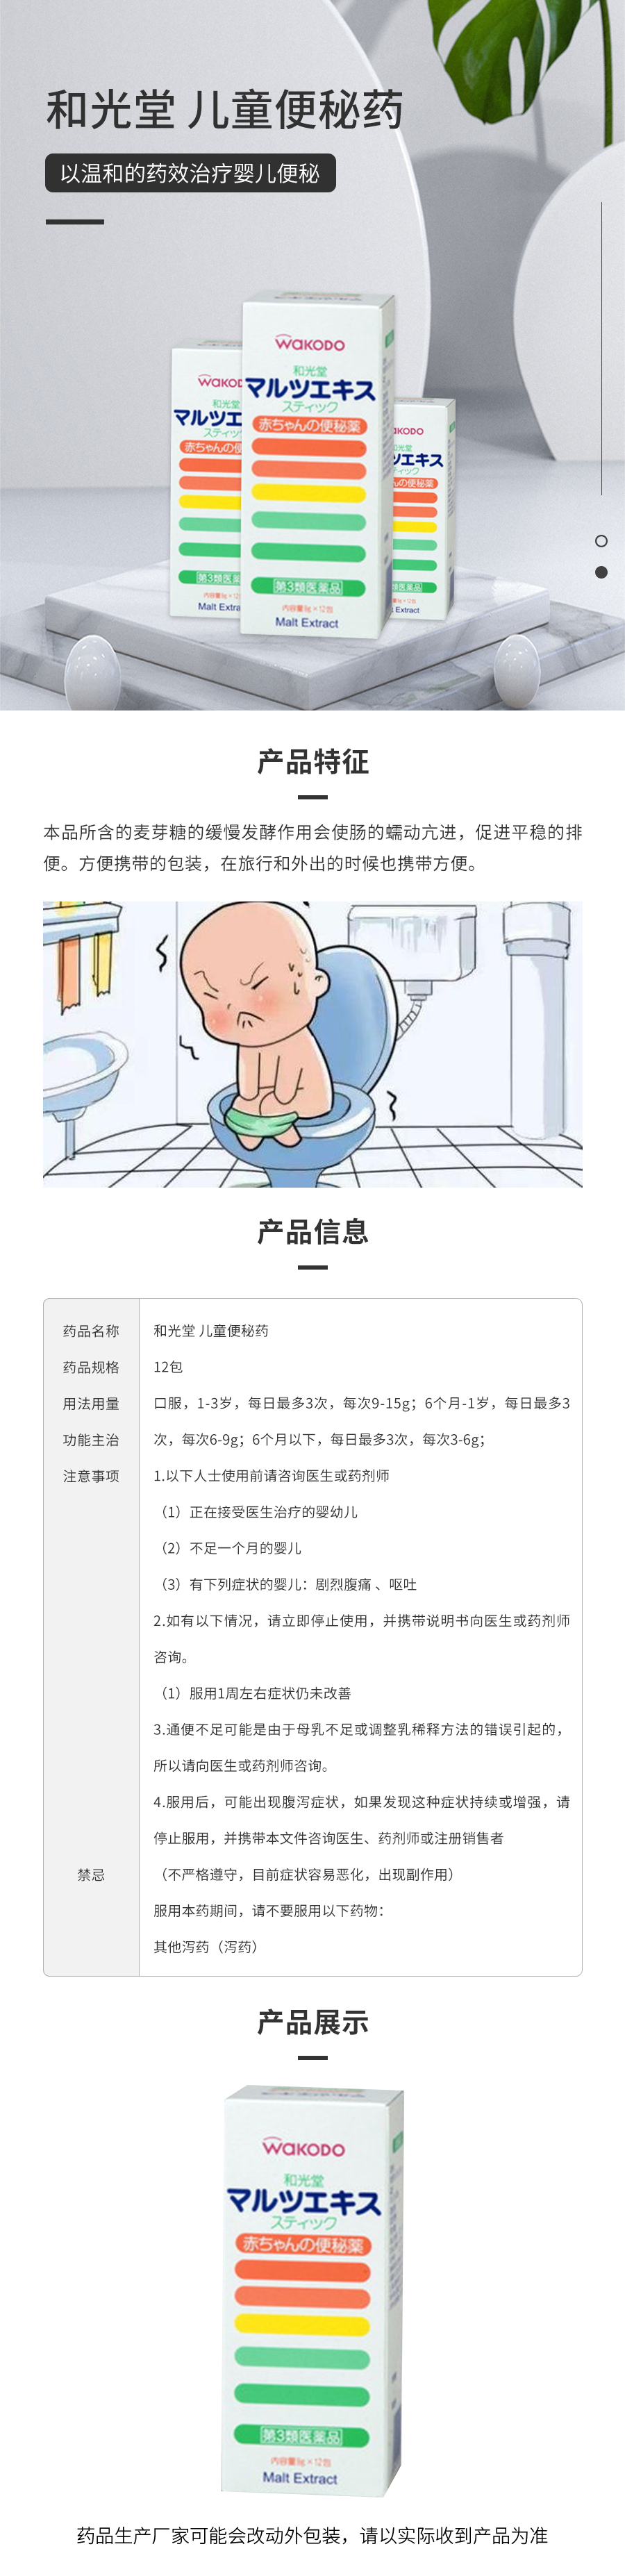 和光堂 儿童便秘药
以温和的药效治疗婴儿便秘
WAKODO
和光堂
マルツエキス
スティック
赤ちゃんの便秘薬
第3類医薬品
内容量9g×12包
Malt Extract
产品特征
本品所含的麦芽糖的缓慢发酵作用会使肠的蠕动亢进，促进平稳的排
便。方便携带的包装，在旅行和外出的时候也携带方便。
产品信息
药品名称 和光堂 儿童便秘药
药品规格 12包
用法用量 口服，1-3岁，每日最多3次，每次9-15g；6个月-1岁，每日最多3
功能主治 次，每次6-9g；6个月以下，每日最多3次，每次3-6g；
注意事项 1.以下人士使用前请咨询医生或药剂师
（1）正在接受医生治疗的婴幼儿
（2）不足一个月的婴儿
（3）有下列症状的婴儿：剧烈腹痛 、呕吐
2.如有以下情况，请立即停止使用，并携带说明书向医生或药剂师
咨询。
（1）服用1周左右症状仍未改善
3.通便不足可能是由于母乳不足或调整乳稀释方法的错误引起的，
所以请向医生或药剂师咨询。
4.服用后，可能出现腹泻症状，如果发现这种症状持续或增强，请
停止服用，并携带本文件咨询医生、药剂师或注册销售者
禁忌 （不严格遵守，目前症状容易恶化，出现副作用）
服用本药期间，请不要服用以下药物：
其他泻药（泻药）
产品展示
WAKODO
和光堂
マルツエキス
スティック
赤ちゃんの便秘薬
第3類医薬品
内容量9g×12包
Malt Extract
药品生产厂家可能会改动外包装，请以实际收到产品为准